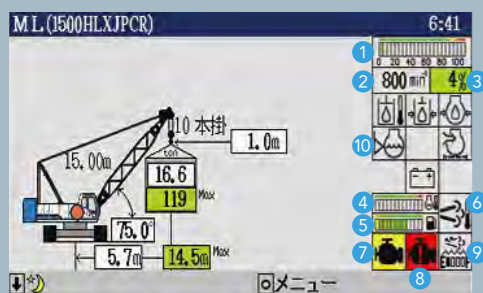 ML(1500HLXJPCR) 6:41
1
0 20 40 60 80 100
2 800 min⁻¹ 4% 3
10本掛 1.0m
10
15.00m
ton
16.6
119 Max
4
6
75.0°
5
5.7m 14.5m Max
7
9
8
メニュー